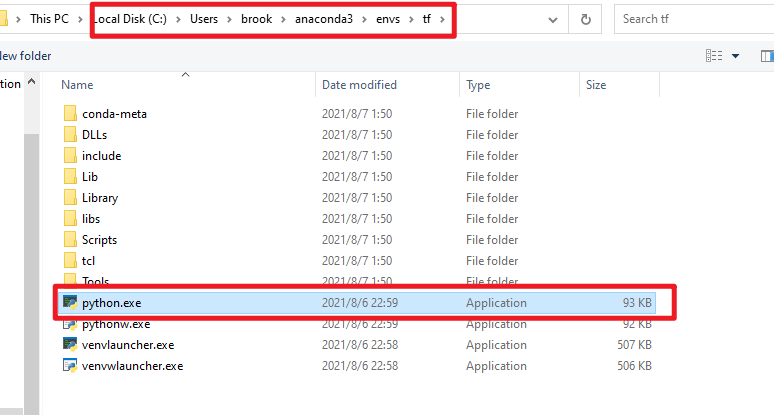 This PC > Local Disk (C:) > Users > brook > anaconda3 > envs > tf > Search tf
New folder
Name Date modified Type Size
tion
conda-meta 2021/8/7 1:50 File folder
DLLs 2021/8/7 1:50 File folder
include 2021/8/7 1:50 File folder
Lib 2021/8/7 1:50 File folder
Library 2021/8/7 1:50 File folder
libs 2021/8/7 1:50 File folder
Scripts 2021/8/7 1:50 File folder
tcl 2021/8/7 1:50 File folder
Tools 2021/8/7 1:50 File folder
python.exe 2021/8/6 22:59 Application 93 KB
pythonw.exe 2021/8/6 22:59 Application 92 KB
venvlauncher.exe 2021/8/6 22:58 Application 507 KB
venvwlauncher.exe 2021/8/6 22:58 Application 506 KB